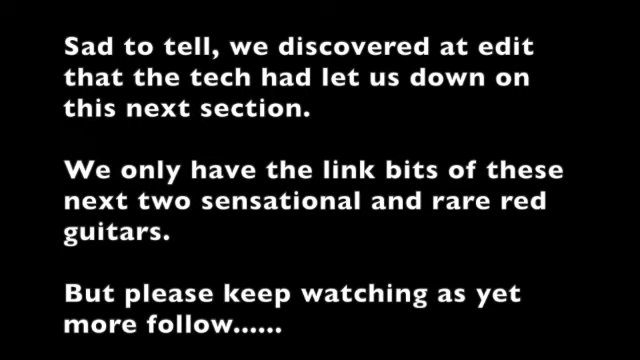 Sad to tell, we discovered at edit
that the tech had let us down on
this next section.
We only have the link bits of these
next two sensational and rare red
guitars.
But please keep watching as yet
more follow......